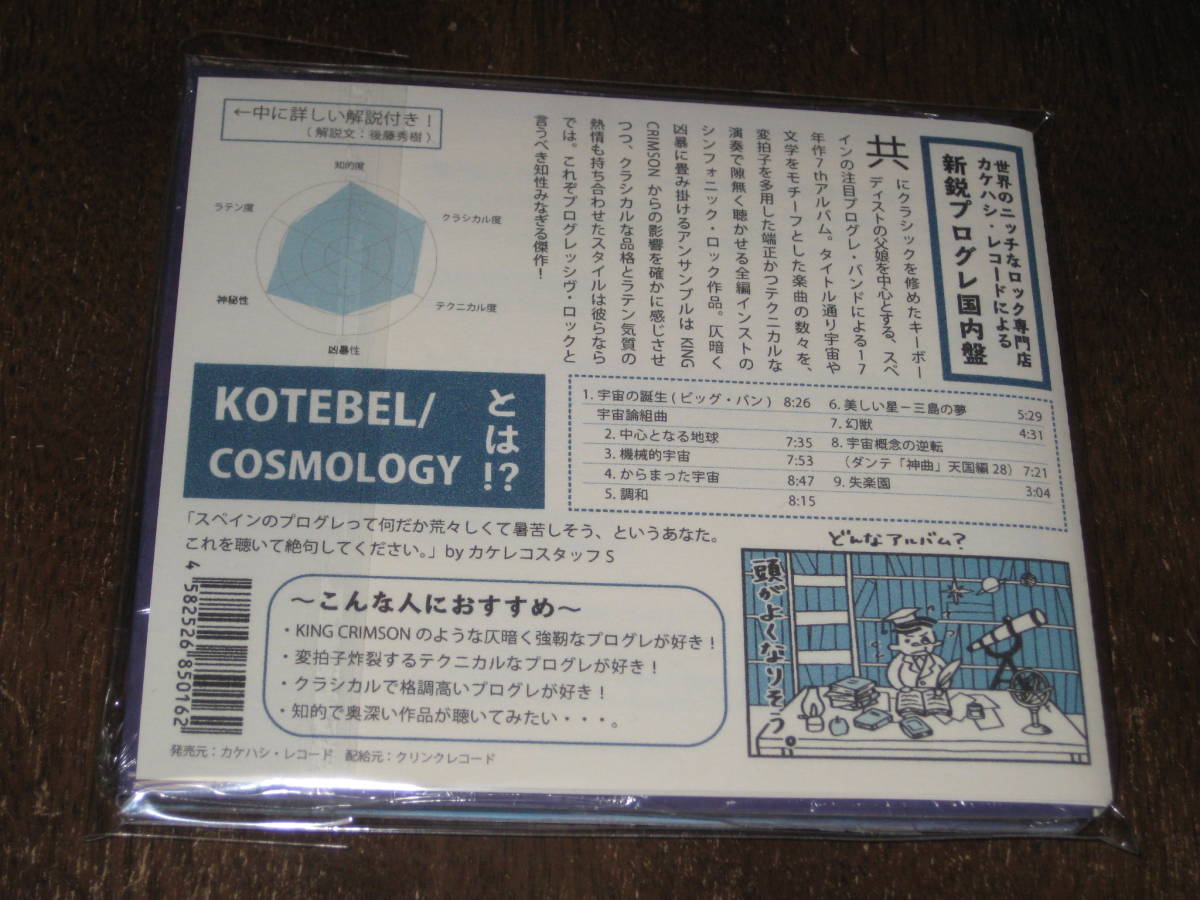 ←中に詳しい解説付き！
（解説文：後藤秀樹）
知的度
クラシカル度
テクニカル度
凶暴性
神秘性
ラテン度
世界のニッチなロック専門店
カケハシ・レコードによる
新鋭プログレ国内盤
共にクラシックを修めたキーボー
ディストの父娘を中心とする、スペ
インの注目プログレ・バンドによる17
年作7thアルバム。タイトル通り宇宙や
文学をモチーフとした楽曲の数々を、
変拍子を多用した端正かつテクニカルな
演奏で隙無く聴かせる全編インストの
シンフォニック・ロック作品。仄暗く
凶暴に畳み掛けるアンサンブルは KING
CRIMSON からの影響を確かに感じさせ
つつ、クラシカルな品格とラテン気質の
熱情も持ち合わせたスタイルは彼らなら
では。これぞプログレッシヴ・ロックと
言うべき知性みなぎる傑作！
KOTEBEL/
COSMOLOGY
とは!?
1. 宇宙の誕生 ( ビッグ・バン ) 8:26
宇宙論組曲
2. 中心となる地球 7:35
3. 機械的宇宙 7:53
4. からまった宇宙 8:47
5. 調和 8:15
6. 美しい星－三島の夢 5:29
7. 幻獣 4:31
8. 宇宙概念の逆転
（ダンテ「神曲」天国編 28） 7:21
9. 失楽園 3:04
「スペインのプログレって何だか荒々しくて暑苦しそう、というあなた。
これを聴いて絶句してください。」by カケレコスタッフ S
～こんな人におすすめ～
・KING CRIMSON のような仄暗く強靭なプログレが好き！
・変拍子炸裂するテクニカルなプログレが好き！
・クラシカルで格調高いプログレが好き！
・知的で奥深い作品が聴いてみたい・・・。
どんなアルバム？
頭がよくなりそう。
4 582526 850162
発売元：カケハシ・レコード　配給元：クリンクレコード